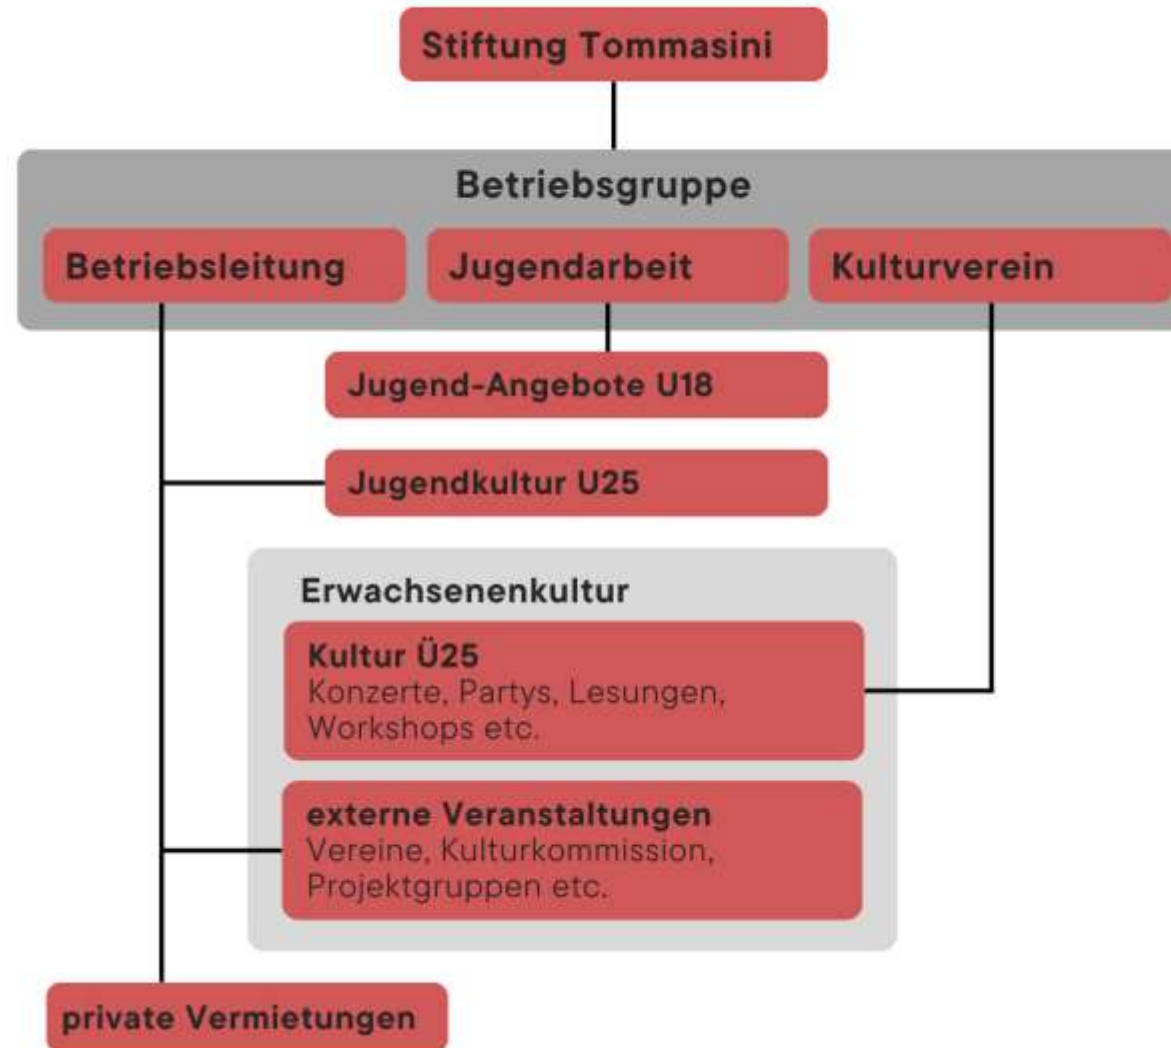 Stiftung Tommasini
Betriebsgruppe
Betriebsleitung
Jugendarbeit
Kulturverein
Jugend-Angebote U18
Jugendkultur U25
Erwachsenenkultur
Kultur Ü25
Konzerte, Partys, Lesungen,
Workshops etc.
externe Veranstaltungen
Vereine, Kulturkommission,
Projektgruppen etc.
private Vermietungen